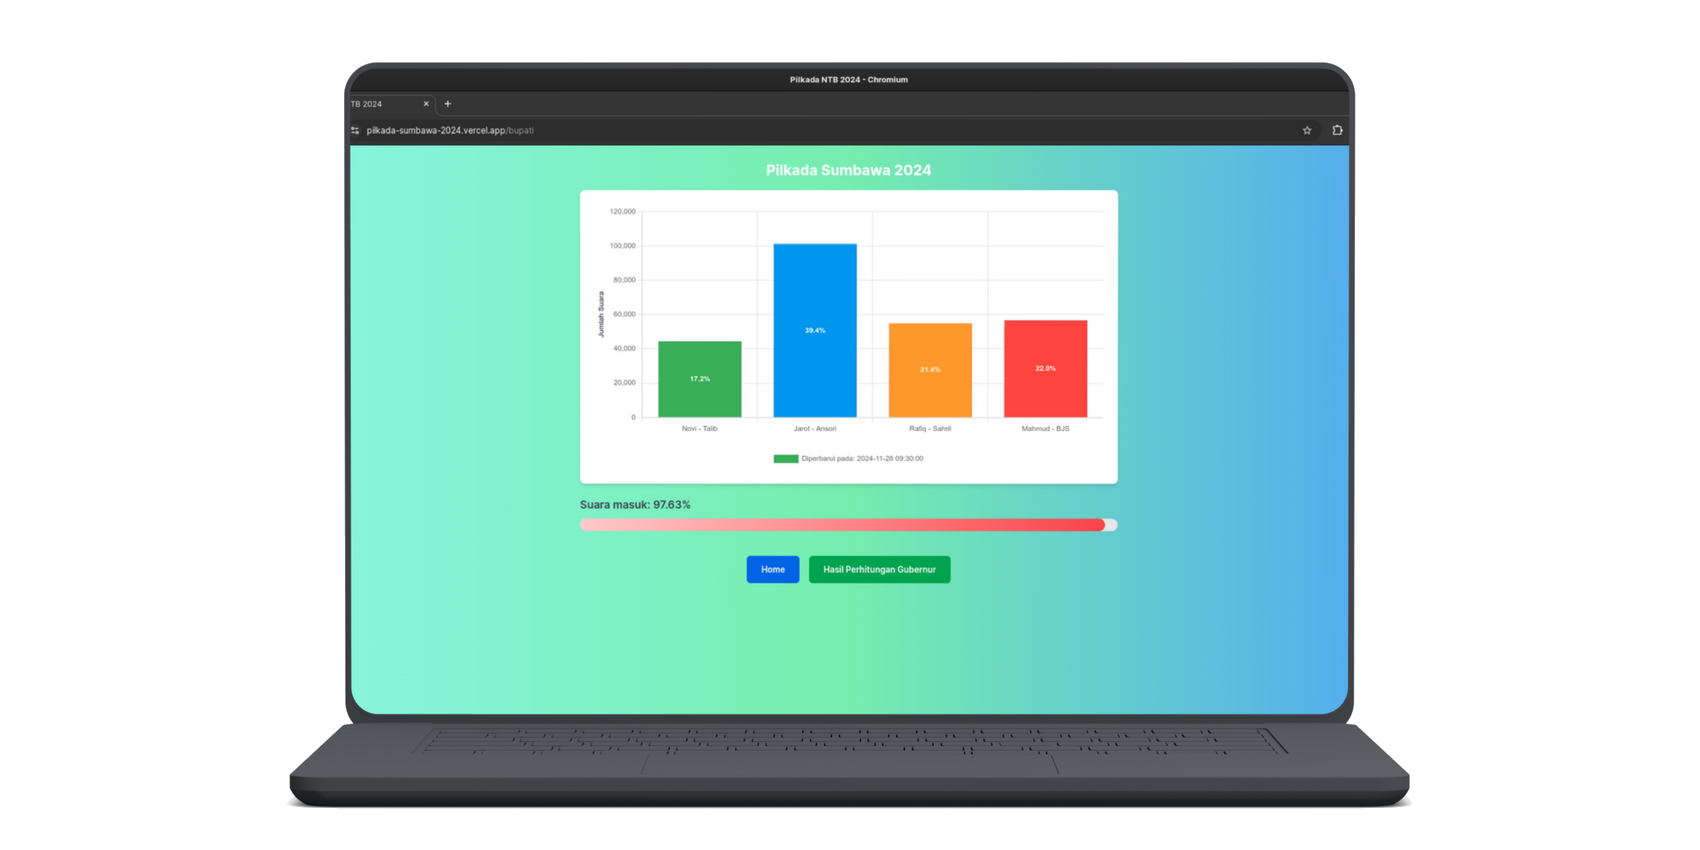 Pilkada NTB 2024 - Chromium
TB 2024
pilkada-sumbawa-2024.vercel.app/bupati
Pilkada Sumbawa 2024
120,000
100,000
80,000
60,000
40,000
20,000
0
Jumlah Suara
17.2%
39.4%
21.4%
22.0%
Novi - Talib
Jarot - Ansori
Rafiq - Sahril
Mahmud - BJS
Diperbarui pada: 2024-11-28 09:30:00
Suara masuk: 97.63%
Home
Hasil Perhitungan Gubernur